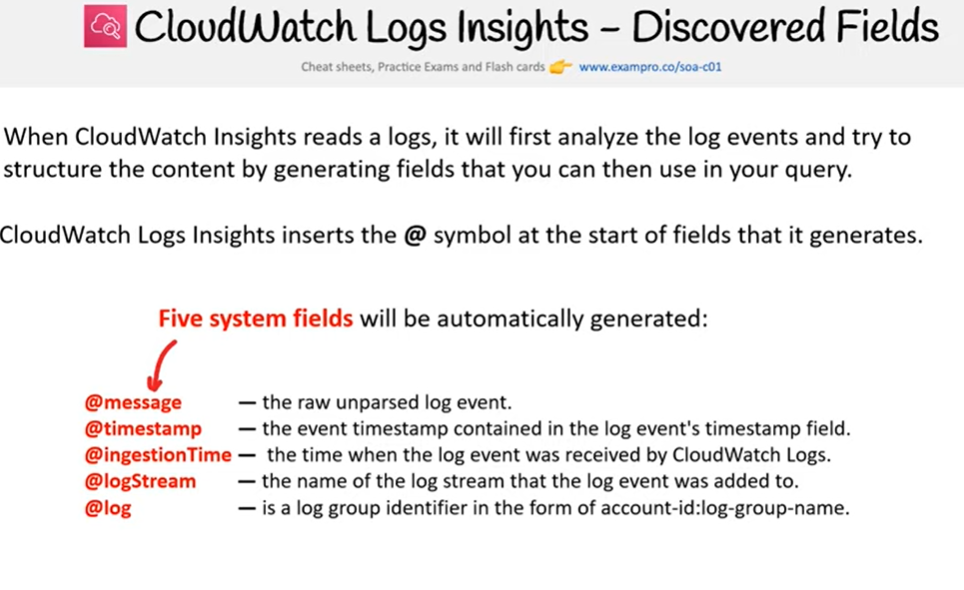 CloudWatch Logs Insights – Discovered Fields
Cheat sheets, Practice Exams and Flash cards 👉 www.exampro.co/soa-c01
When CloudWatch Insights reads a logs, it will first analyze the log events and try to
structure the content by generating fields that you can then use in your query.
CloudWatch Logs Insights inserts the @ symbol at the start of fields that it generates.
Five system fields will be automatically generated:
@message — the raw unparsed log event.
@timestamp — the event timestamp contained in the log event's timestamp field.
@ingestionTime — the time when the log event was received by CloudWatch Logs.
@logStream — the name of the log stream that the log event was added to.
@log — is a log group identifier in the form of account-id:log-group-name.